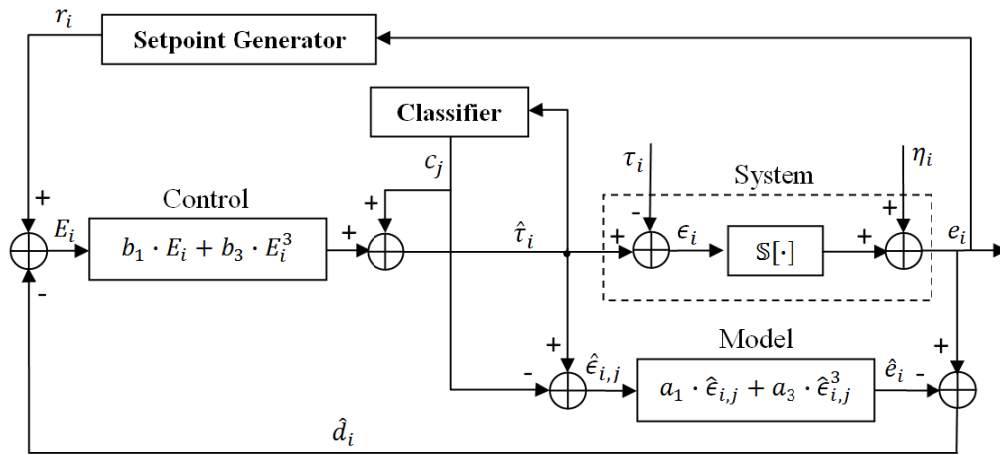 r_i
Setpoint Generator
Classifier
c_j
τ_i
η_i
System
Control
+
+
-
+
E_i
b_1 · E_i + b_3 · E_i^3
+
τ̂_i
+
ϵ_i
𝕊[·]
+
e_i
-
Model
+
+
-
ϵ̂_{i,j}
a_1 · ϵ̂_{i,j} + a_3 · ϵ̂_{i,j}^3
ê_i
-
d̂_i